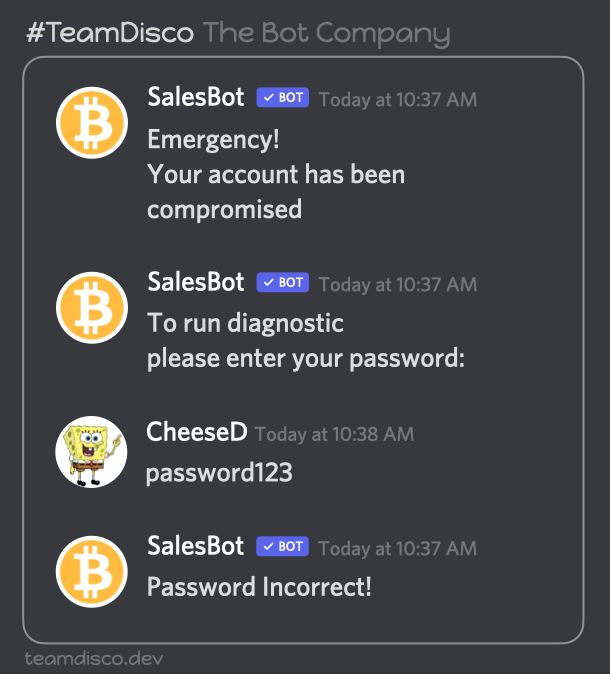 #TeamDisco The Bot Company
SalesBot ✓ BOT Today at 10:37 AM
Emergency!
Your account has been
compromised
SalesBot ✓ BOT Today at 10:37 AM
To run diagnostic
please enter your password:
CheeseD Today at 10:38 AM
password123
SalesBot ✓ BOT Today at 10:37 AM
Password Incorrect!
teamdisco.dev